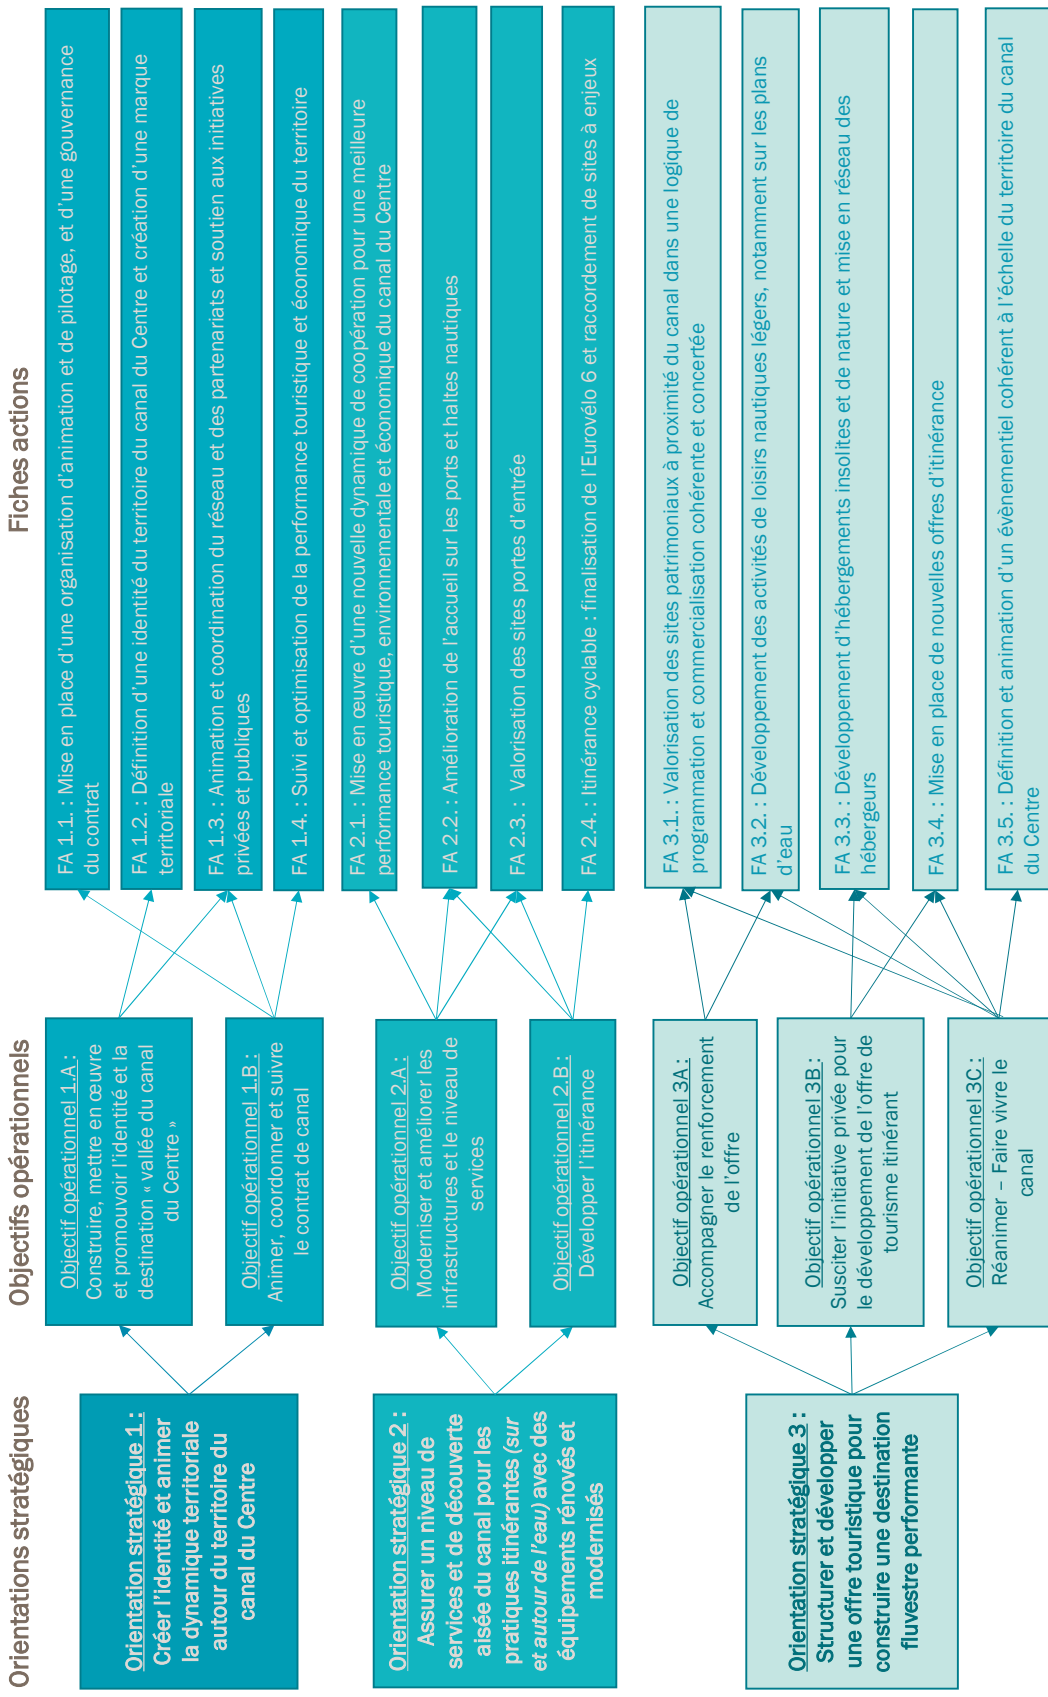 Orientations stratégiques
Objectifs opérationnels
Fiches actions
Orientation stratégique 1 :
Créer l'identité et animer
la dynamique territoriale
autour du territoire du
canal du Centre
Objectif opérationnel 1.A :
Construire, mettre en œuvre
et promouvoir l'identité et la
destination « vallée du canal
du Centre »
Objectif opérationnel 1.B :
Animer, coordonner et suivre
le contrat de canal
FA 1.1. : Mise en place d'une organisation d'animation et de pilotage, et d'une gouvernance
du contrat
FA 1.2. : Définition d'une identité du territoire du canal du Centre et création d'une marque
territoriale
FA 1.3. : Animation et coordination du réseau et des partenariats et soutien aux initiatives
privées et publiques
FA 1.4. : Suivi et optimisation de la performance touristique et économique du territoire
Orientation stratégique 2 :
Assurer un niveau de
services et de découverte
aisée du canal pour les
pratiques itinérantes (sur
et autour de l'eau) avec des
équipements rénovés et
modernisés
Objectif opérationnel 2.A :
Moderniser et améliorer les
infrastructures et le niveau de
services
Objectif opérationnel 2.B :
Développer l'itinérance
FA 2.1. : Mise en œuvre d'une nouvelle dynamique de coopération pour une meilleure
performance touristique, environnementale et économique du canal du Centre
FA 2.2. : Amélioration de l'accueil sur les ports et haltes nautiques
FA 2.3. : Valorisation des sites portes d'entrée
FA 2.4. : Itinérance cyclable : finalisation de l'Eurovélo 6 et raccordement de sites à enjeux
Orientation stratégique 3 :
Structurer et développer
une offre touristique pour
construire une destination
fluvestre performante
Objectif opérationnel 3A :
Accompagner le renforcement
de l'offre
Objectif opérationnel 3B :
Susciter l'initiative privée pour
le développement de l'offre de
tourisme itinérant
Objectif opérationnel 3C :
Réanimer – Faire vivre le
canal
FA 3.1. : Valorisation des sites patrimoniaux à proximité du canal dans une logique de
programmation et commercialisation cohérente et concertée
FA 3.2. : Développement des activités de loisirs nautiques légers, notamment sur les plans
d'eau
FA 3.3. : Développement d'hébergements insolites et de nature et mise en réseau des
hébergeurs
FA 3.4. : Mise en place de nouvelles offres d'itinérance
FA 3.5. : Définition et animation d'un évènementiel cohérent à l'échelle du territoire du canal
du Centre